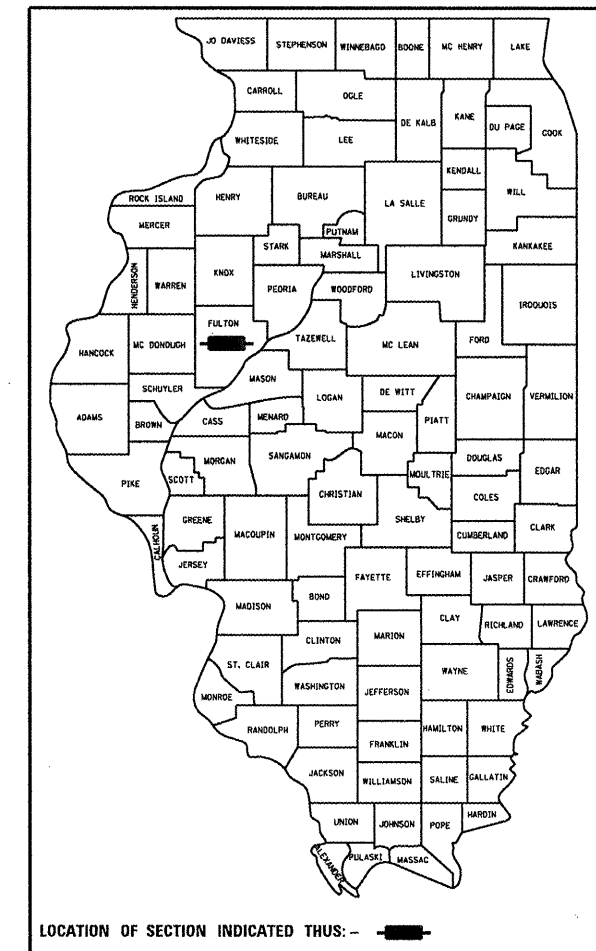 JO DAVIESS STEPHENSON WINNEBAGO BOONE MC HENRY LAKE
CARROLL OGLE DE KALB KANE DU PAGE COOK
WHITESIDE LEE
KENDALL WILL
ROCK ISLAND HENRY BUREAU LA SALLE GRUNDY
MERCER PUTNAM
STARK MARSHALL KANKAKEE
HENDERSON WARREN KNOX PEORIA WOODFORD LIVINGSTON IROQUOIS
FULTON TAZEWELL MC LEAN FORD
HANCOCK MC DONOUGH
MASON
SCHUYLER LOGAN DE WITT CHAMPAIGN VERMILION
ADAMS BROWN CASS MENARD PIATT
MACON
MORGAN SANGAMON DOUGLAS EDGAR
PIKE SCOTT MOULTRIE
CHRISTIAN COLES
GREENE SHELBY
CALHOUN MACOUPIN MONTGOMERY CUMBERLAND CLARK
JERSEY
FAYETTE EFFINGHAM JASPER CRAWFORD
MADISON BOND
CLAY RICHLAND LAWRENCE
CLINTON MARION
ST. CLAIR WAYNE EDWARDS WABASH
WASHINGTON JEFFERSON
MONROE
RANDOLPH PERRY HAMILTON WHITE
FRANKLIN
JACKSON WILLIAMSON SALINE GALLATIN
UNION JOHNSON POPE HARDIN
ALEXANDER PULASKI MASSAC
LOCATION OF SECTION INDICATED THUS: -